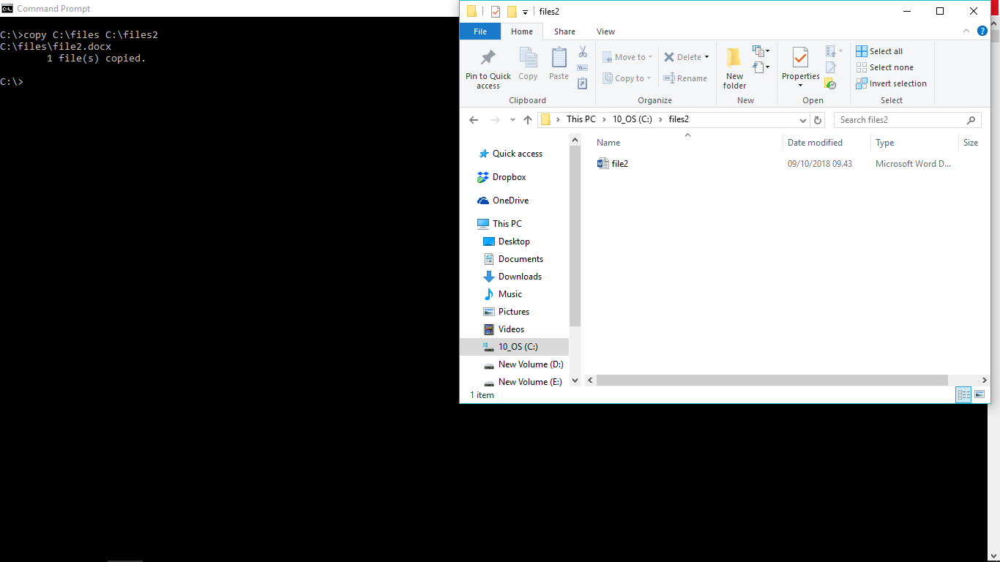 Command Prompt
C:\>copy C:\files C:\files2
C:\files\file2.docx
1 file(s) copied.
C:\>
files2
File Home Share View
Pin to Quick access
Copy
Paste
Clipboard
Move to
Copy to
Delete
Rename
Organize
New folder
New
Properties
Open
Select all
Select none
Invert selection
Select
This PC > 10_OS (C:) > files2
Search files2
Name Date modified Type Size
file2 09/10/2018 09.43 Microsoft Word D...
Quick access
Dropbox
OneDrive
This PC
Desktop
Documents
Downloads
Music
Pictures
Videos
10_OS (C:)
New Volume (D:)
New Volume (E:)
1 item